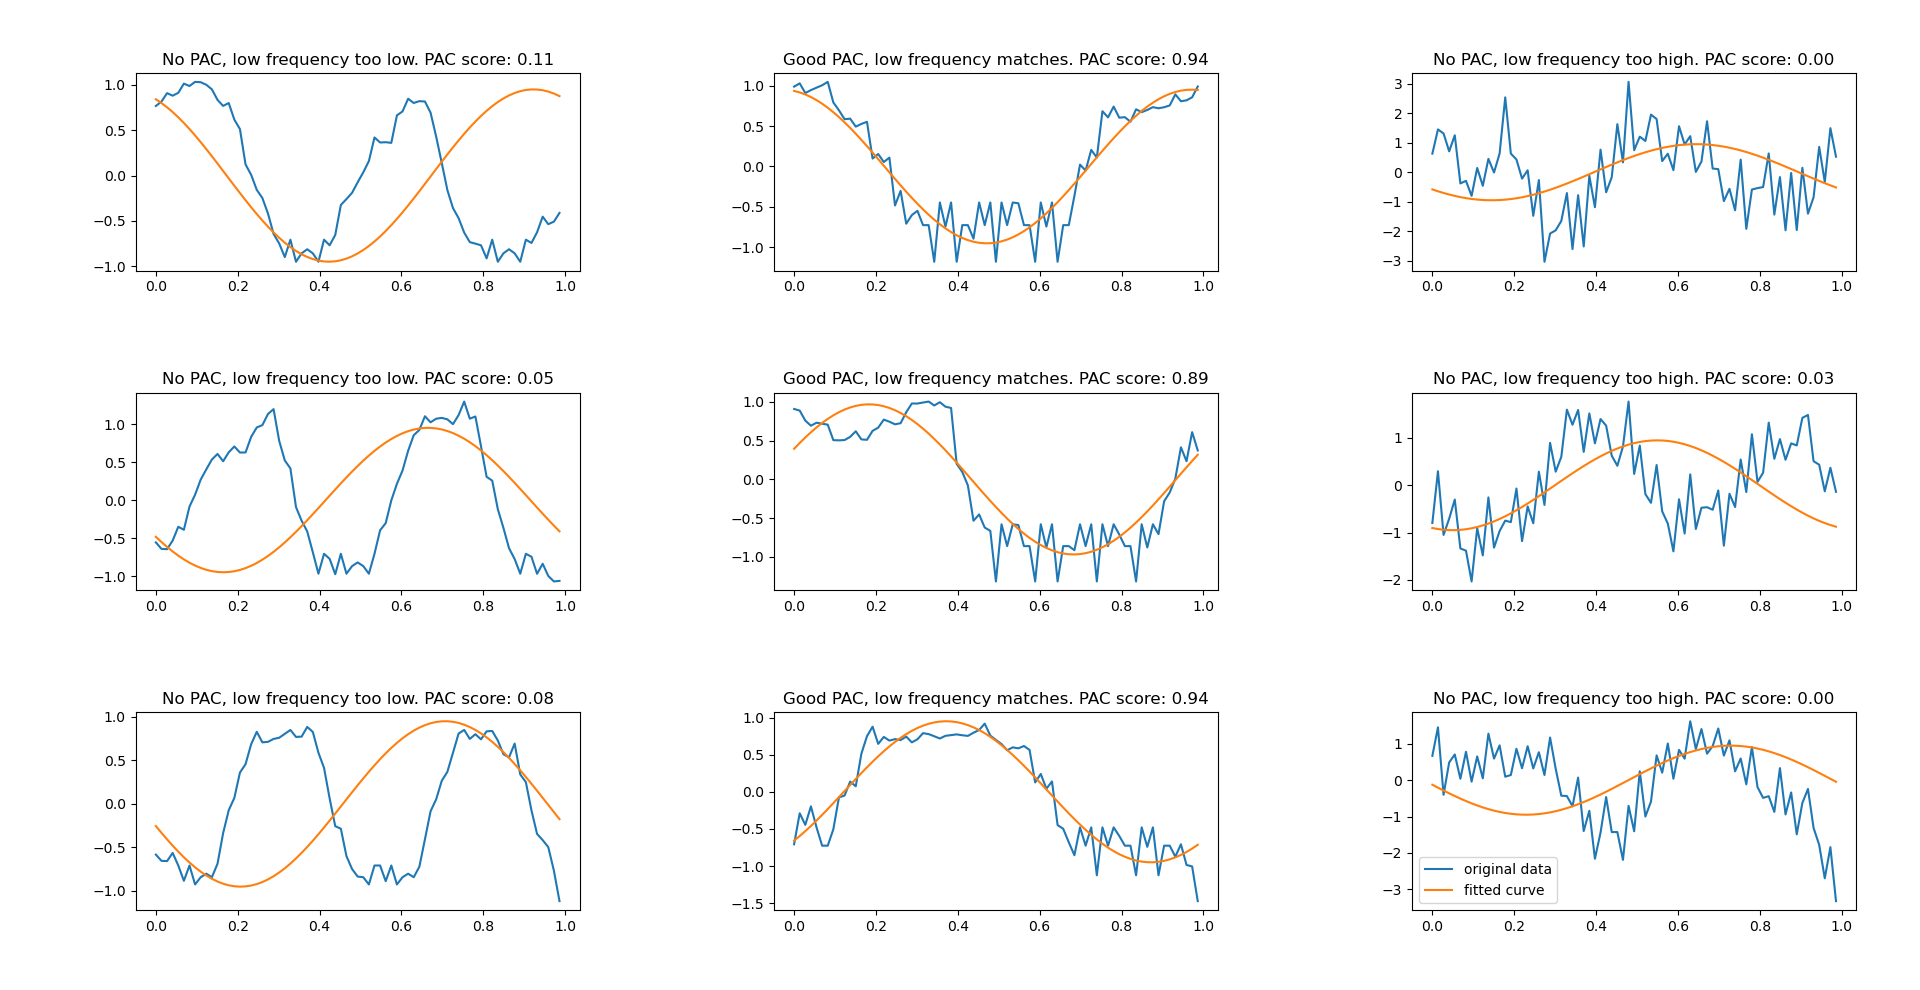 No PAC, low frequency too low. PAC score: 0.11
Good PAC, low frequency matches. PAC score: 0.94
No PAC, low frequency too high. PAC score: 0.00
1.0
0.5
0.0
−0.5
−1.0
0.0 0.2 0.4 0.6 0.8 1.0
1.0
0.5
0.0
−0.5
−1.0
0.0 0.2 0.4 0.6 0.8 1.0
3
2
1
0
−1
−2
−3
0.0 0.2 0.4 0.6 0.8 1.0
No PAC, low frequency too low. PAC score: 0.05
Good PAC, low frequency matches. PAC score: 0.89
No PAC, low frequency too high. PAC score: 0.03
1.0
0.5
0.0
−0.5
−1.0
0.0 0.2 0.4 0.6 0.8 1.0
1.0
0.5
0.0
−0.5
−1.0
0.0 0.2 0.4 0.6 0.8 1.0
1
0
−1
−2
0.0 0.2 0.4 0.6 0.8 1.0
No PAC, low frequency too low. PAC score: 0.08
Good PAC, low frequency matches. PAC score: 0.94
No PAC, low frequency too high. PAC score: 0.00
1.0
0.5
0.0
−0.5
−1.0
0.0 0.2 0.4 0.6 0.8 1.0
1.0
0.5
0.0
−0.5
−1.0
−1.5
0.0 0.2 0.4 0.6 0.8 1.0
1
0
−1
−2
−3
original data
fitted curve
0.0 0.2 0.4 0.6 0.8 1.0